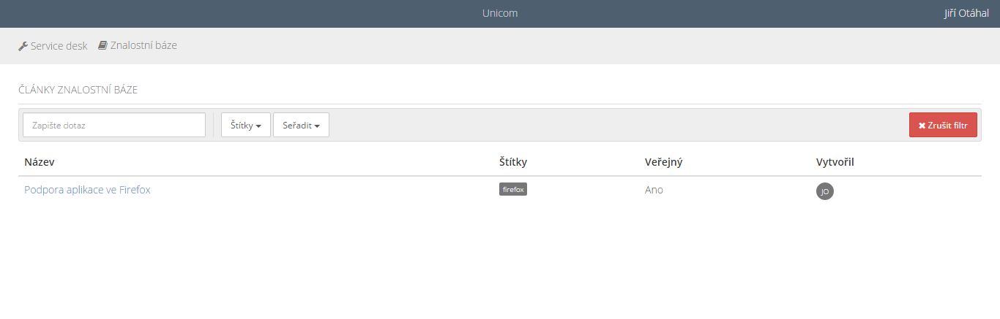 Unicom
Jiří Otáhal
Service desk
Znalostní báze
ČLÁNKY ZNALOSTNÍ BÁZE
Zapište dotaz
Štítky
Seřadit
Zrušit filtr
Název Štítky Veřejný Vytvořil
Podpora aplikace ve Firefox firefox Ano JO